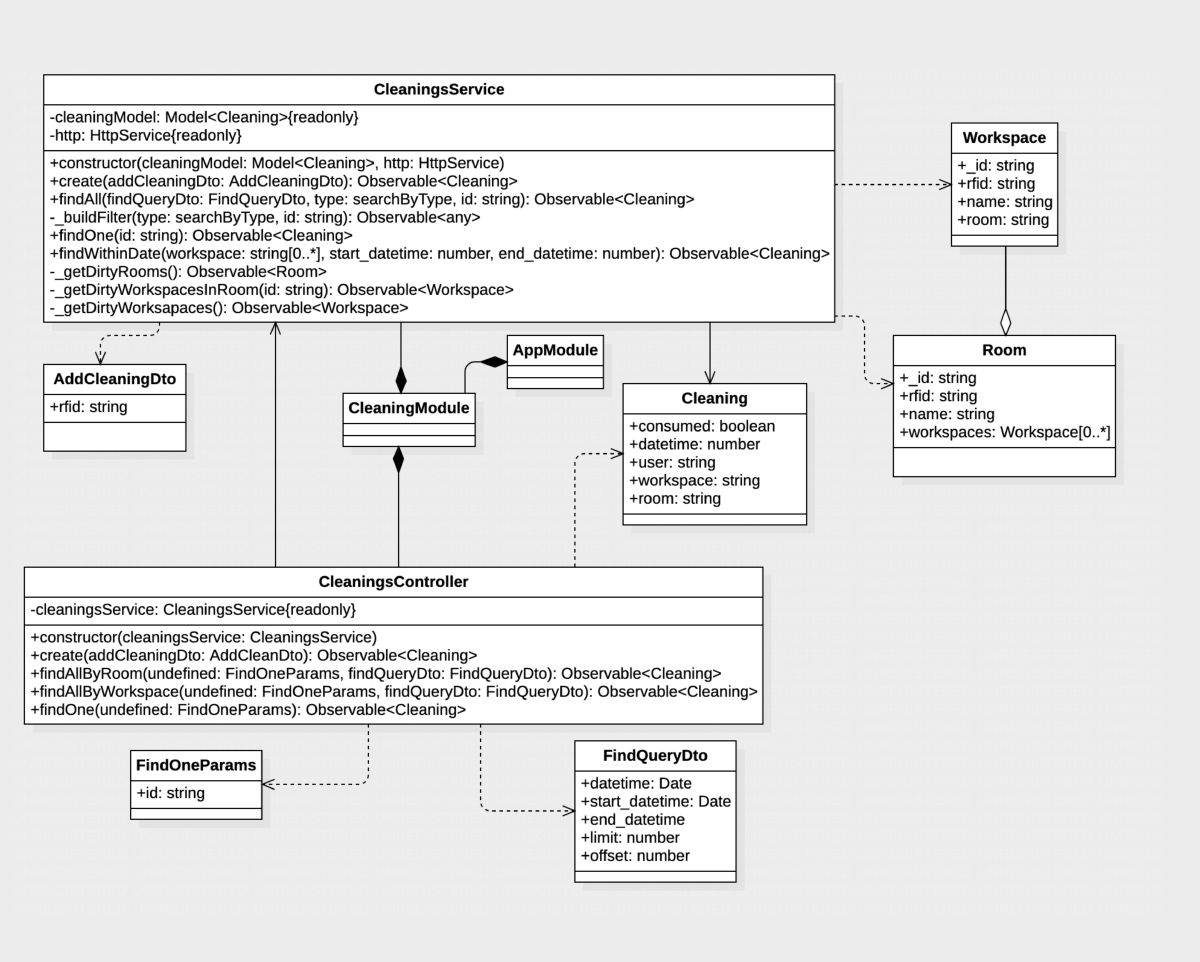 CleaningsService
-cleaningModel: Model<Cleaning>{readonly}
-http: HttpService{readonly}
+constructor(cleaningModel: Model<Cleaning>, http: HttpService)
+create(addCleaningDto: AddCleaningDto): Observable<Cleaning>
+findAll(findQueryDto: FindQueryDto, type: searchByType, id: string): Observable<Cleaning>
-_buildFilter(type: searchByType, id: string): Observable<any>
+findOne(id: string): Observable<Cleaning>
+findWithinDate(workspace: string[0..*], start_datetime: number, end_datetime: number): Observable<Cleaning>
-_getDirtyRooms(): Observable<Room>
-_getDirtyWorkspacesInRoom(id: string): Observable<Workspace>
-_getDirtyWorksapaces(): Observable<Workspace>
Workspace
+_id: string
+rfid: string
+name: string
+room: string
AddCleaningDto
+rfid: string
AppModule
CleaningModule
Cleaning
+consumed: boolean
+datetime: number
+user: string
+workspace: string
+room: string
Room
+_id: string
+rfid: string
+name: string
+workspaces: Workspace[0..*]
CleaningsController
-cleaningsService: CleaningsService{readonly}
+constructor(cleaningsService: CleaningsService)
+create(addCleaningDto: AddCleanDto): Observable<Cleaning>
+findAllByRoom(undefined: FindOneParams, findQueryDto: FindQueryDto): Observable<Cleaning>
+findAllByWorkspace(undefined: FindOneParams, findQueryDto: FindQueryDto): Observable<Cleaning>
+findOne(undefined: FindOneParams): Observable<Cleaning>
FindOneParams
+id: string
FindQueryDto
+datetime: Date
+start_datetime: Date
+end_datetime
+limit: number
+offset: number